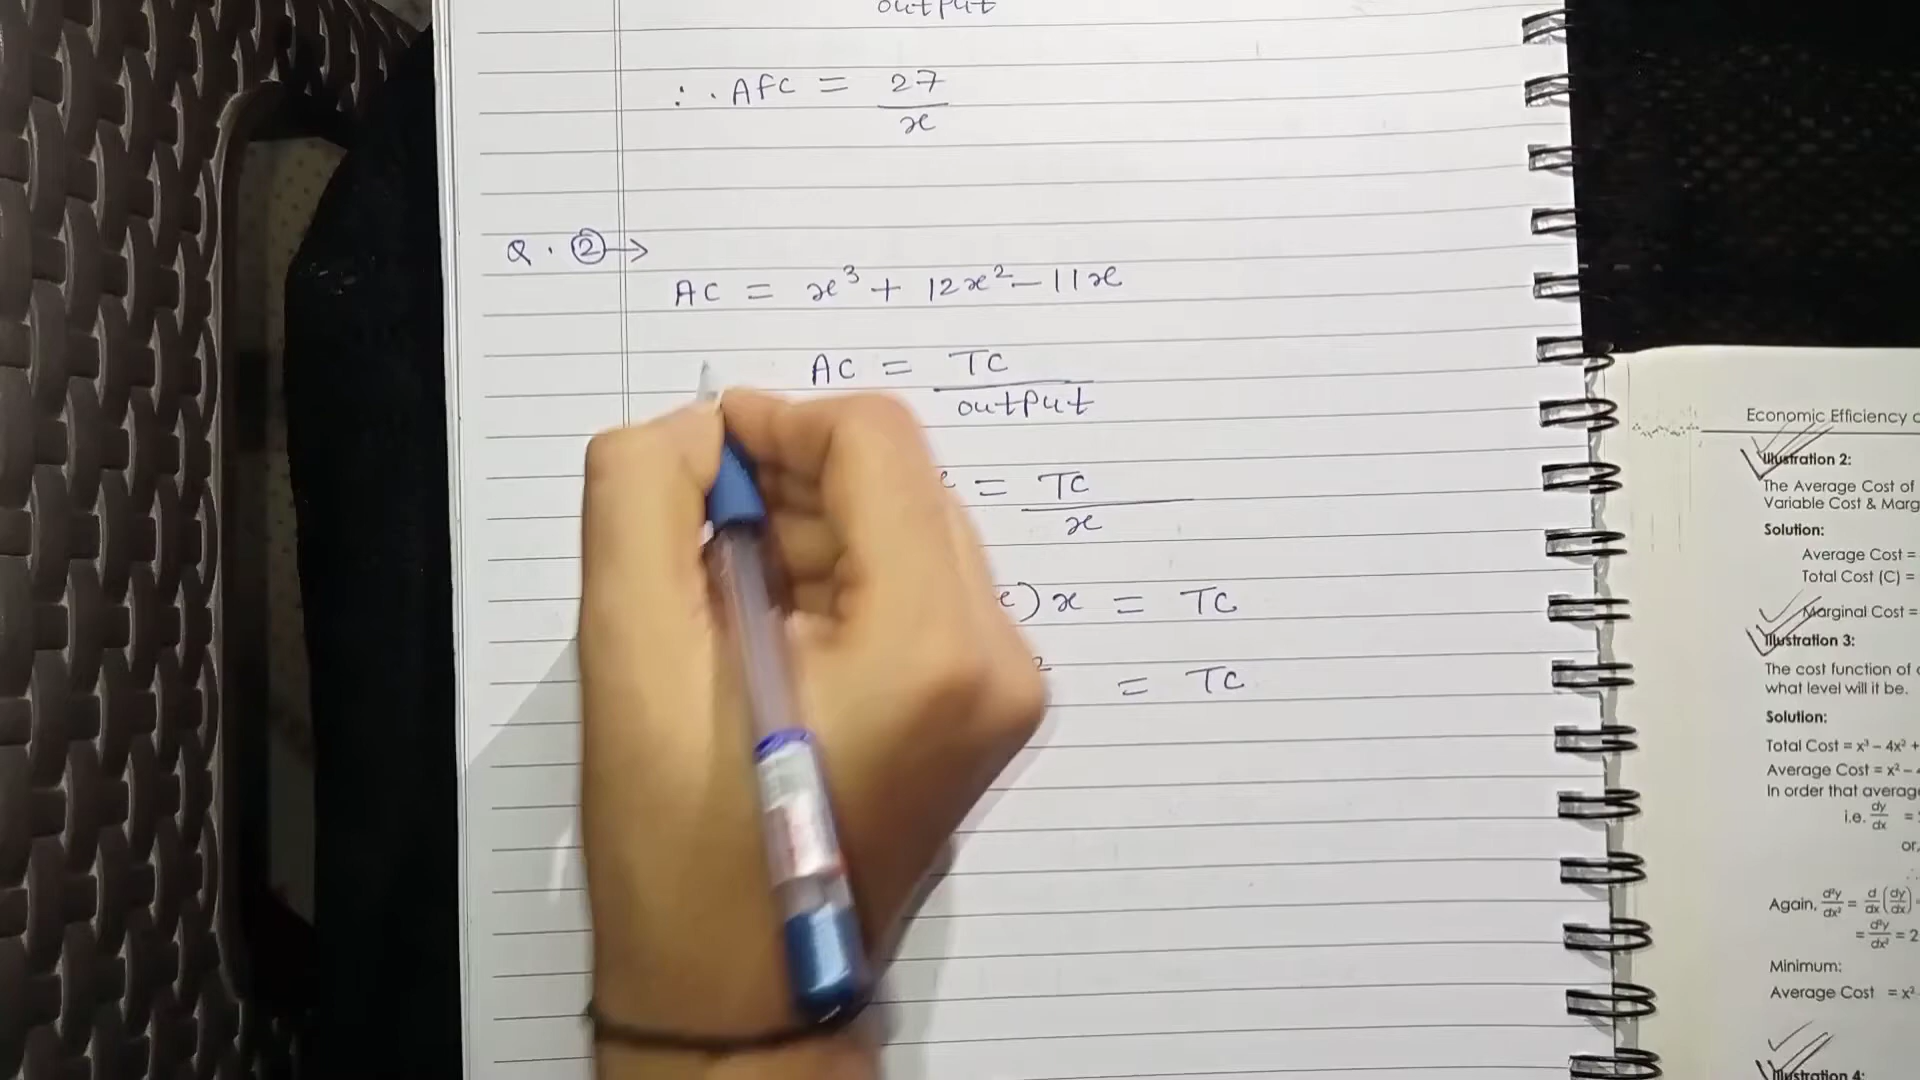 output
∴ AFC = 27/x
Q. ② →
AC = x³ + 12x² − 11x
AC = TC/output
= TC/x
) x = TC
² = TC
Economic Efficiency
Illustration 2:
The Average Cost of
Variable Cost & Marg
Solution:
Average Cost =
Total Cost (C) =
Marginal Cost =
Illustration 3:
The cost function of
what level will it be.
Solution:
Total Cost = x³ – 4x² +
Average Cost = x² –
In order that average
i.e. dy/dx =
or,
Again, d²y/dx² = d/dx (dy/dx)
= d²y/dx² = 2
Minimum:
Average Cost = x²
Illustration 4: